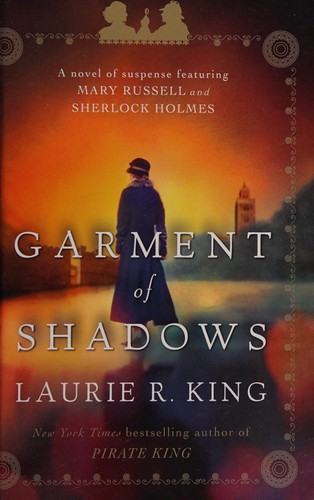 A novel of suspense featuring
MARY RUSSELL and
SHERLOCK HOLMES
GARMENT
of
SHADOWS
LAURIE R. KING
New York Times bestselling author of
PIRATE KING